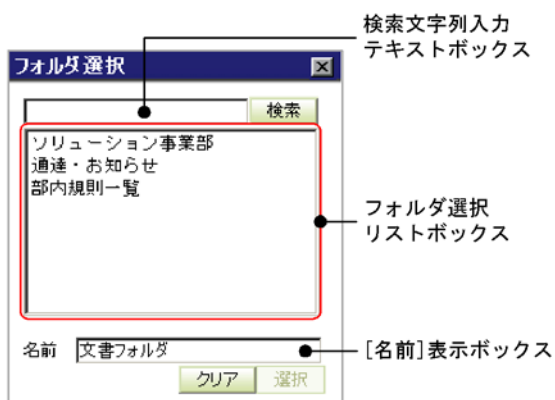 検索文字列入力
テキストボックス
フォルダ選択
検索
ソリューション事業部
通達・お知らせ
部内規則一覧
フォルダ選択
リストボックス
名前 文書フォルダ
[名前]表示ボックス
クリア 選択